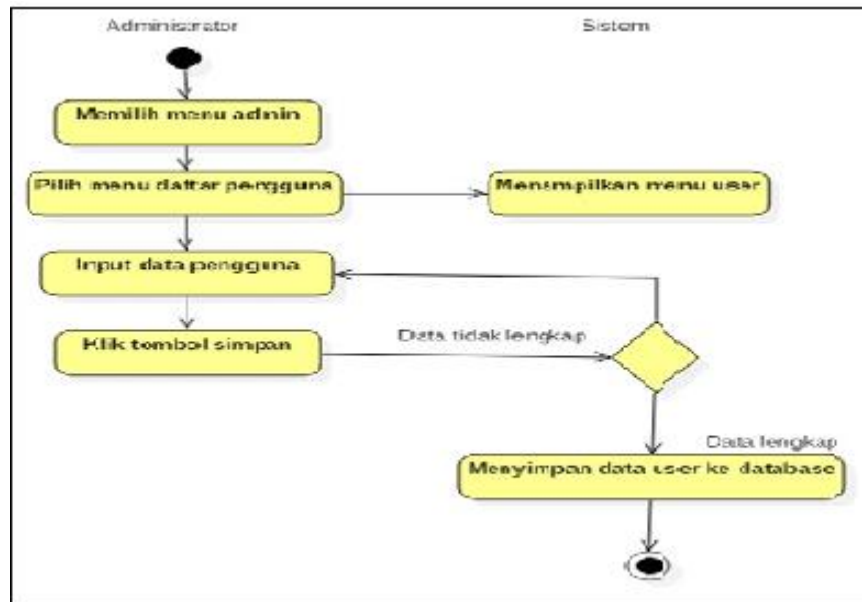 Administrator
Sistem
Memilih menu admin
Pilih menu daftar pengguna
Menampilkan menu user
Input data pengguna
Klik tombol simpan
Data tidak lengkap
Data lengkap
Menyimpan data user ke database